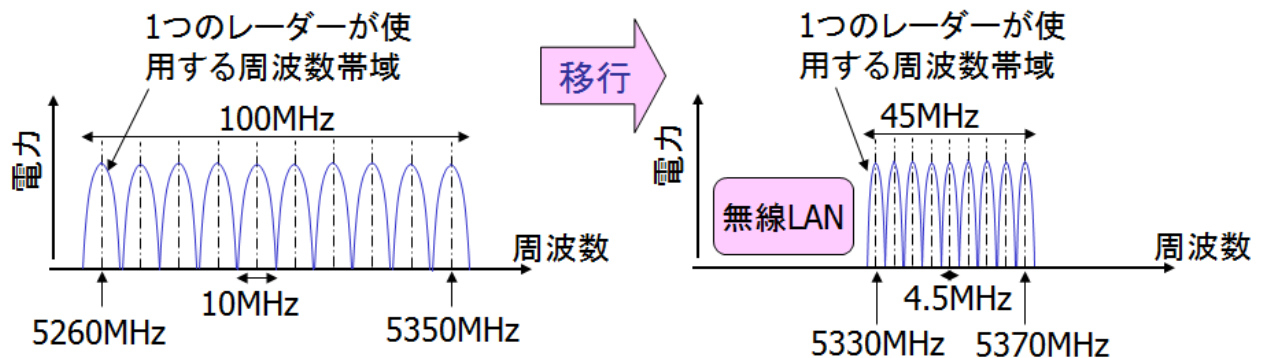 1つのレーダーが使
用する周波数帯域
100MHz
電力
周波数
10MHz
5260MHz
5350MHz
移行
1つのレーダーが使
用する周波数帯域
45MHz
電力
無線LAN
周波数
4.5MHz
5330MHz
5370MHz